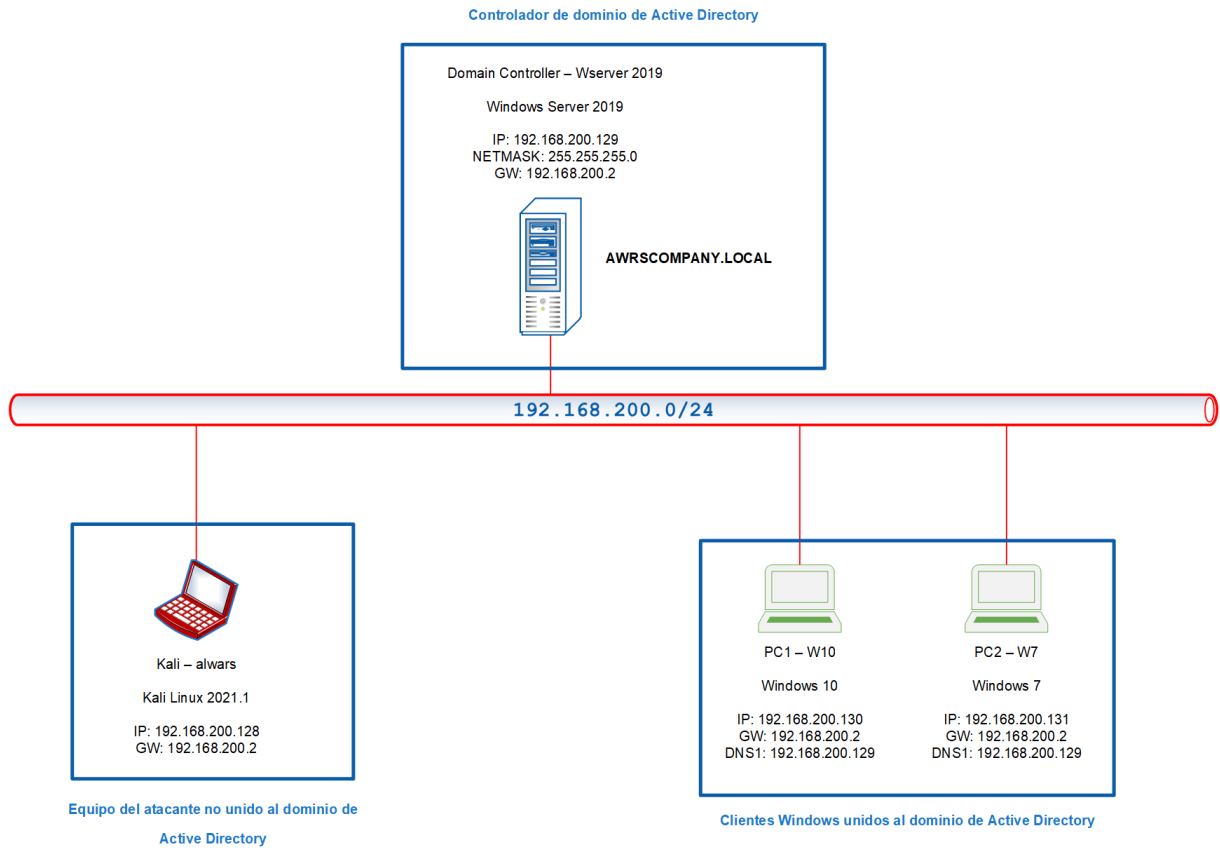 Controlador de dominio de Active Directory
Domain Controller – Wserver 2019
Windows Server 2019
IP: 192.168.200.129
NETMASK: 255.255.255.0
GW: 192.168.200.2
AWRSCOMPANY.LOCAL
192.168.200.0/24
Kali – alwars
Kali Linux 2021.1
IP: 192.168.200.128
GW: 192.168.200.2
Equipo del atacante no unido al dominio de
Active Directory
PC1 – W10
Windows 10
IP: 192.168.200.130
GW: 192.168.200.2
DNS1: 192.168.200.129
PC2 – W7
Windows 7
IP: 192.168.200.131
GW: 192.168.200.2
DNS1: 192.168.200.129
Clientes Windows unidos al dominio de Active Directory